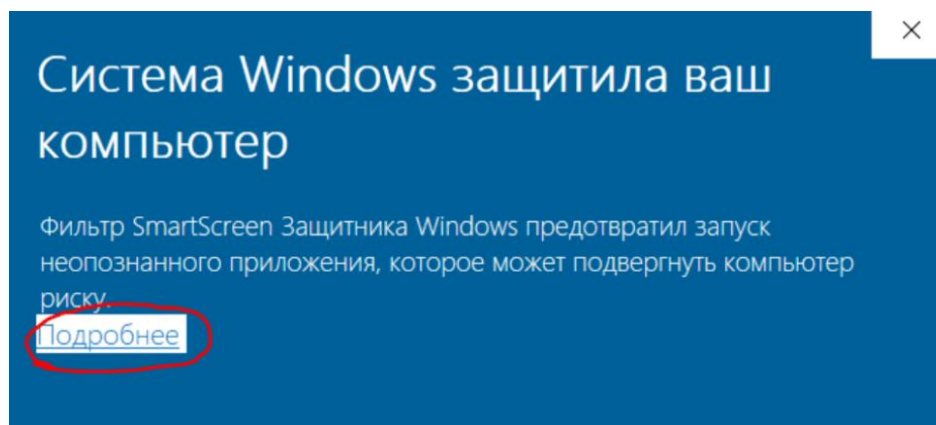 Система Windows защитила ваш
компьютер
Фильтр SmartScreen Защитника Windows предотвратил запуск
неопознанного приложения, которое может подвергнуть компьютер
риску.
Подробнее